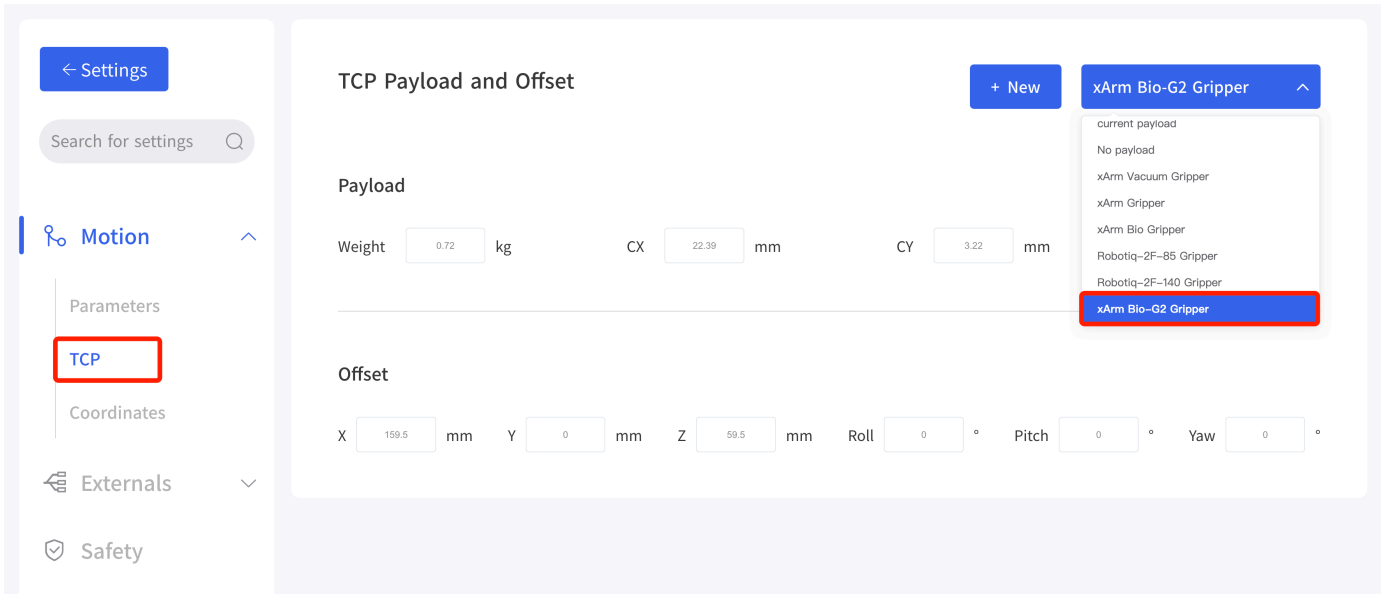 ← Settings
Search for settings
Motion
Parameters
TCP
Coordinates
Externals
Safety
TCP Payload and Offset
+ New
xArm Bio-G2 Gripper
current payload
No payload
xArm Vacuum Gripper
xArm Gripper
xArm Bio Gripper
Robotiq-2F-85 Gripper
Robotiq-2F-140 Gripper
xArm Bio-G2 Gripper
Payload
Weight 0.72 kg CX 22.39 mm CY 3.22 mm
Offset
X 159.5 mm Y 0 mm Z 59.5 mm Roll 0 ° Pitch 0 ° Yaw 0 °